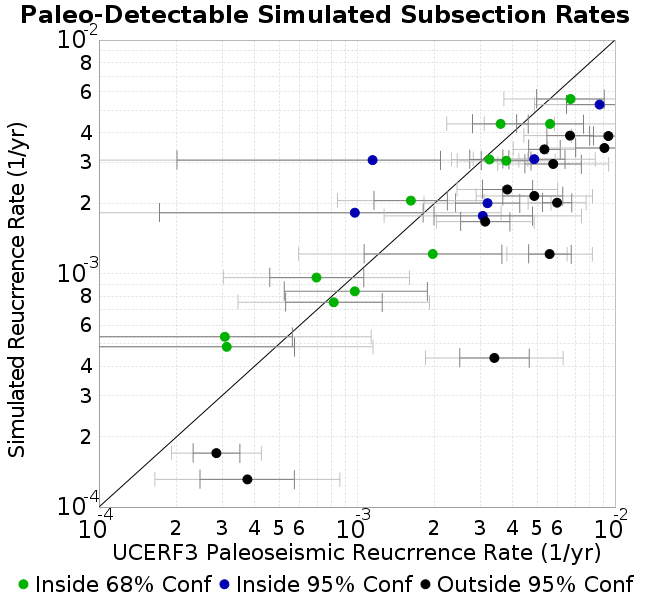 Paleo-Detectable Simulated Subsection Rates
10-2
8
6
4
3
2
10-3
8
6
4
3
2
10-4
Simulated Reucrrence Rate (1/yr)
10-4 2 3 4 5 6 10-3 2 3 4 5 6 10-2
UCERF3 Paleoseismic Reucrrence Rate (1/yr)
Inside 68% Conf Inside 95% Conf Outside 95% Conf